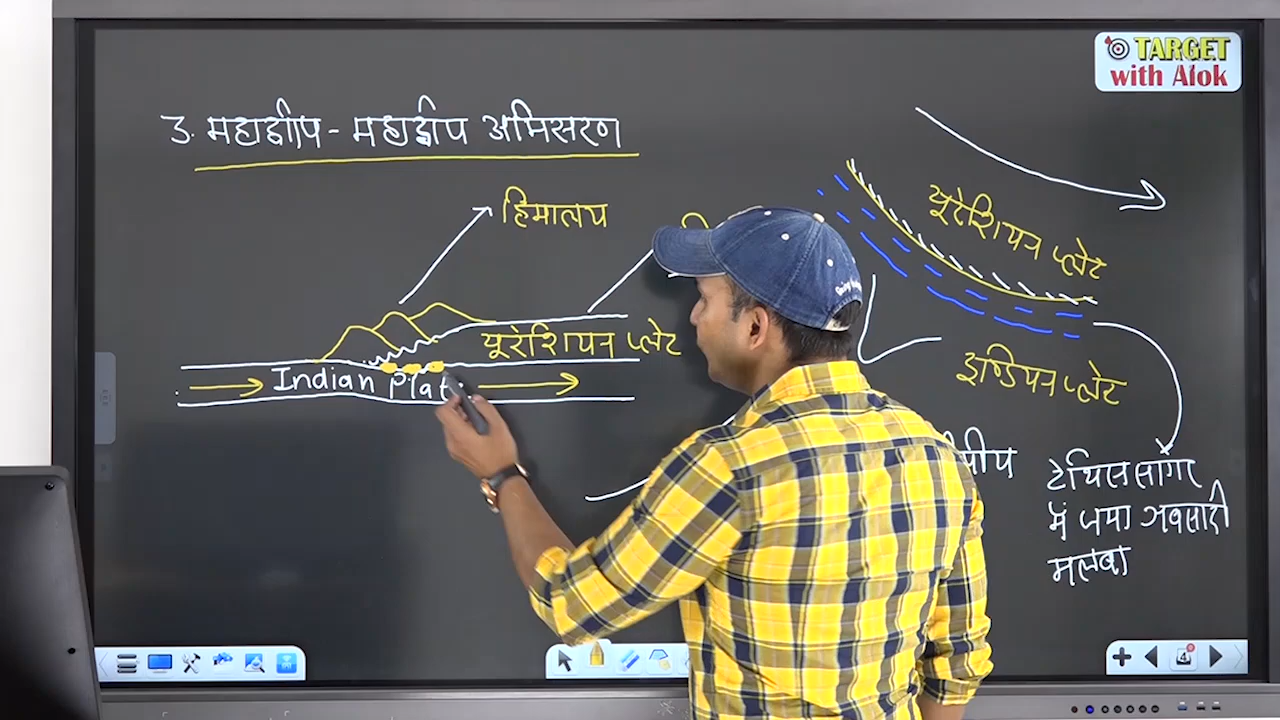 TARGET
with Alok
3. महाद्वीप - महाद्वीप अभिसरण
हिमालय
यूरेशियन प्लेट
यूरेशियन प्लेट
Indian Plat
इण्डियन प्लेट
टेथिस सागर
में जमा अवसादी
मलबा
4